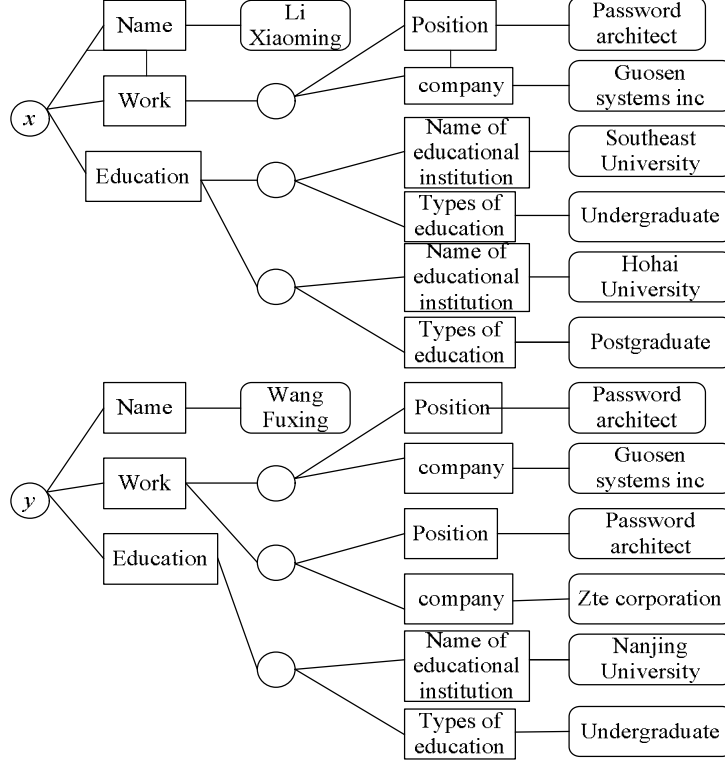 Name
Li
Xiaoming
Position
Password
architect
x
Work
company
Guosen
systems inc
Education
Name of
educational
institution
Southeast
University
Types of
education
Undergraduate
Name of
educational
institution
Hohai
University
Types of
education
Postgraduate
Name
Wang
Fuxing
Position
Password
architect
y
Work
company
Guosen
systems inc
Education
Position
Password
architect
company
Zte corporation
Name of
educational
institution
Nanjing
University
Types of
education
Undergraduate